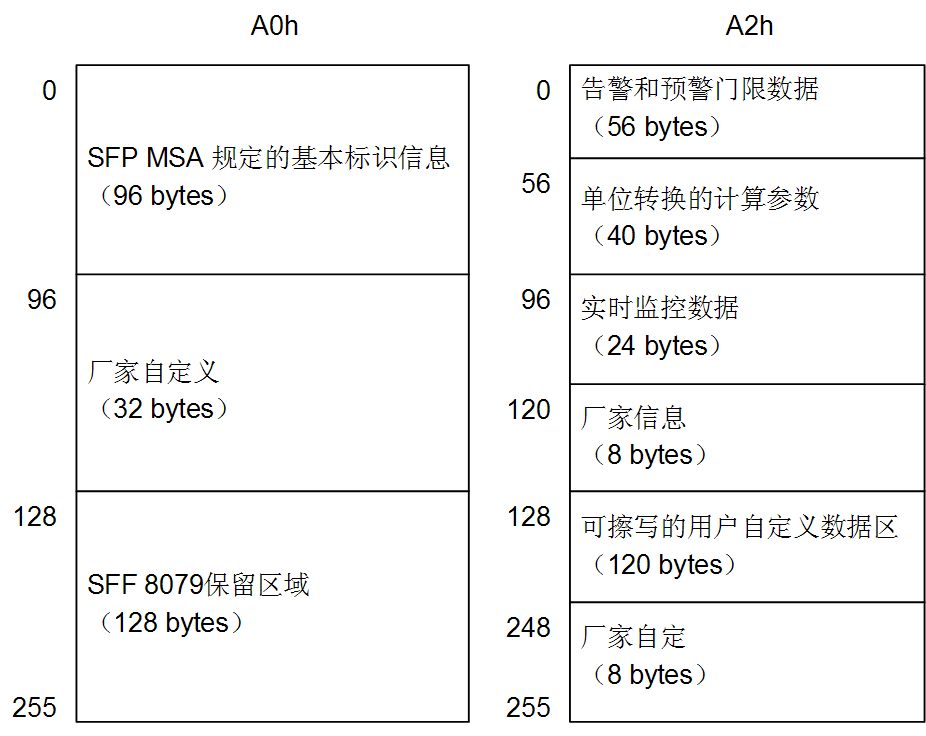 A0h
0
SFP MSA 规定的基本标识信息
（96 bytes）
96
厂家自定义
（32 bytes）
128
SFF 8079保留区域
（128 bytes）
255
A2h
0
告警和预警门限数据
（56 bytes）
56
单位转换的计算参数
（40 bytes）
96
实时监控数据
（24 bytes）
120
厂家信息
（8 bytes）
128
可擦写的用户自定义数据区
（120 bytes）
248
厂家自定
（8 bytes）
255